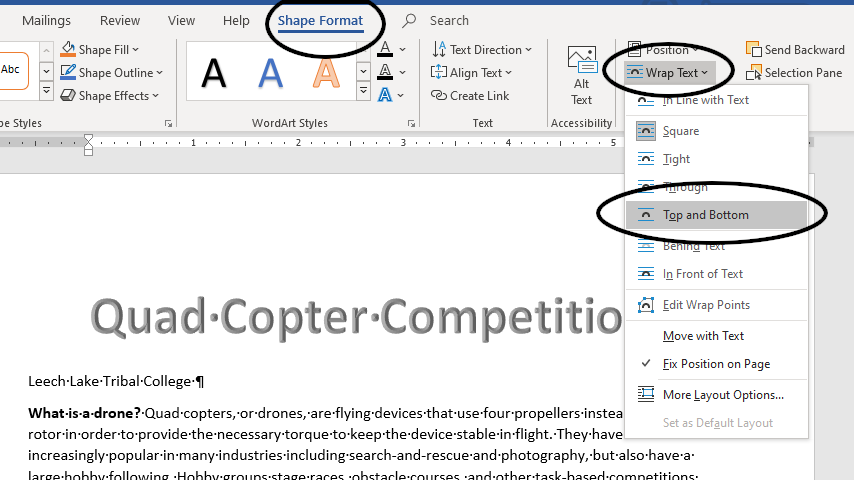 Mailings Review View Help Shape Format Search
Abc
Shape Fill
Shape Outline
Shape Effects
A A A
A
A
A
Text Direction
Align Text
Create Link
Alt
Text
Position
Wrap Text
Send Backward
Selection Pane
pe Styles WordArt Styles Text Accessibility
1 2 3 4 5
In Line with Text
Square
Tight
Through
Top and Bottom
Behind Text
In Front of Text
Edit Wrap Points
Move with Text
Fix Position on Page
More Layout Options...
Set as Default Layout
Quad·Copter·Competitio
Leech·Lake·Tribal·College·¶
What·is·a·drone?·Quad·copters,·or·drones,·are·flying·devices·that·use·four·propellers·instea
rotor·in·order·to·provide·the·necessary·torque·to·keep·the·device·stable·in·flight.·They·have
increasingly·popular·in·many·industries·including·search-and-rescue·and·photography,·but·also·have·a·
large·hobby·following.·Hobby·groups·stage·races,·obstacle·courses,·and·other·task-based·competitions·